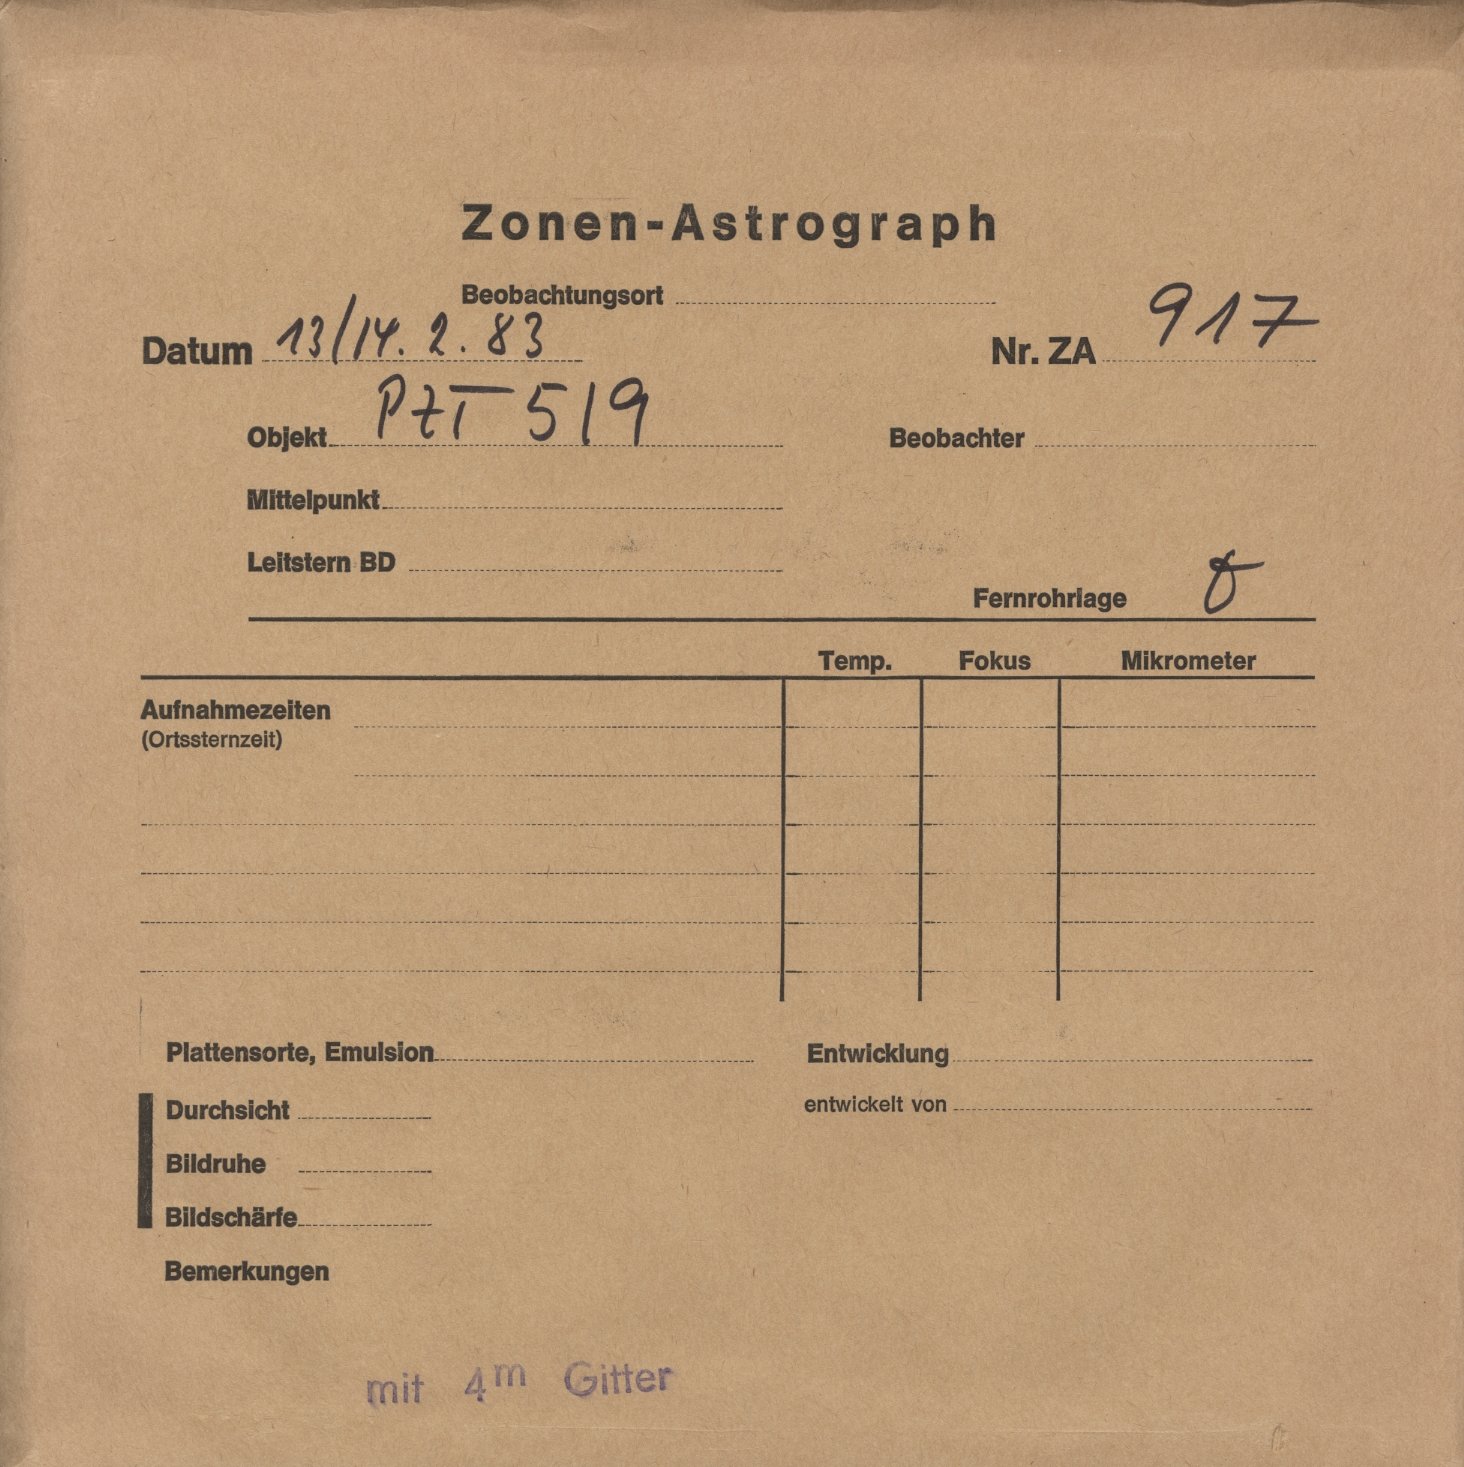 Zonen-Astrograph
Beobachtungsort
Datum 13/14. 2. 83 Nr. ZA 917
Objekt PZT 519 Beobachter
Mittelpunkt
Leitstern BD
Fernrohrlage
Temp. Fokus Mikrometer
Aufnahmezeiten
(Ortssternzeit)
Plattensorte, Emulsion Entwicklung
Durchsicht entwickelt von
Bildruhe
Bildschärfe
Bemerkungen
mit 4m Gitter